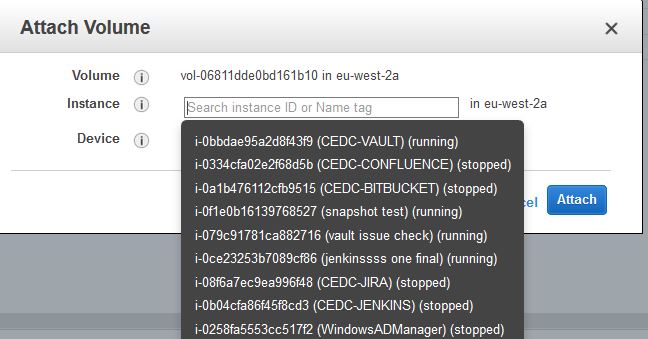 Attach Volume
Volume i vol-06811dde0bd161b10 in eu-west-2a
Instance i Search instance ID or Name tag in eu-west-2a
Device i
i-0bbdae95a2d8f43f9 (CEDC-VAULT) (running)
i-0334cfa02e2f68d5b (CEDC-CONFLUENCE) (stopped)
i-0a1b476112cfb9515 (CEDC-BITBUCKET) (stopped)
i-0f1e0b16139768527 (snapshot test) (running)
i-079c91781ca882716 (vault issue check) (running)
i-0ce23253b7089cf86 (jenkinssss one final) (running)
i-08f6a7ec9ea996f48 (CEDC-JIRA) (stopped)
i-0b04cfa86f45f8cd3 (CEDC-JENKINS) (stopped)
i-0258fa5553cc517f2 (WindowsADManager) (stopped)
cel Attach